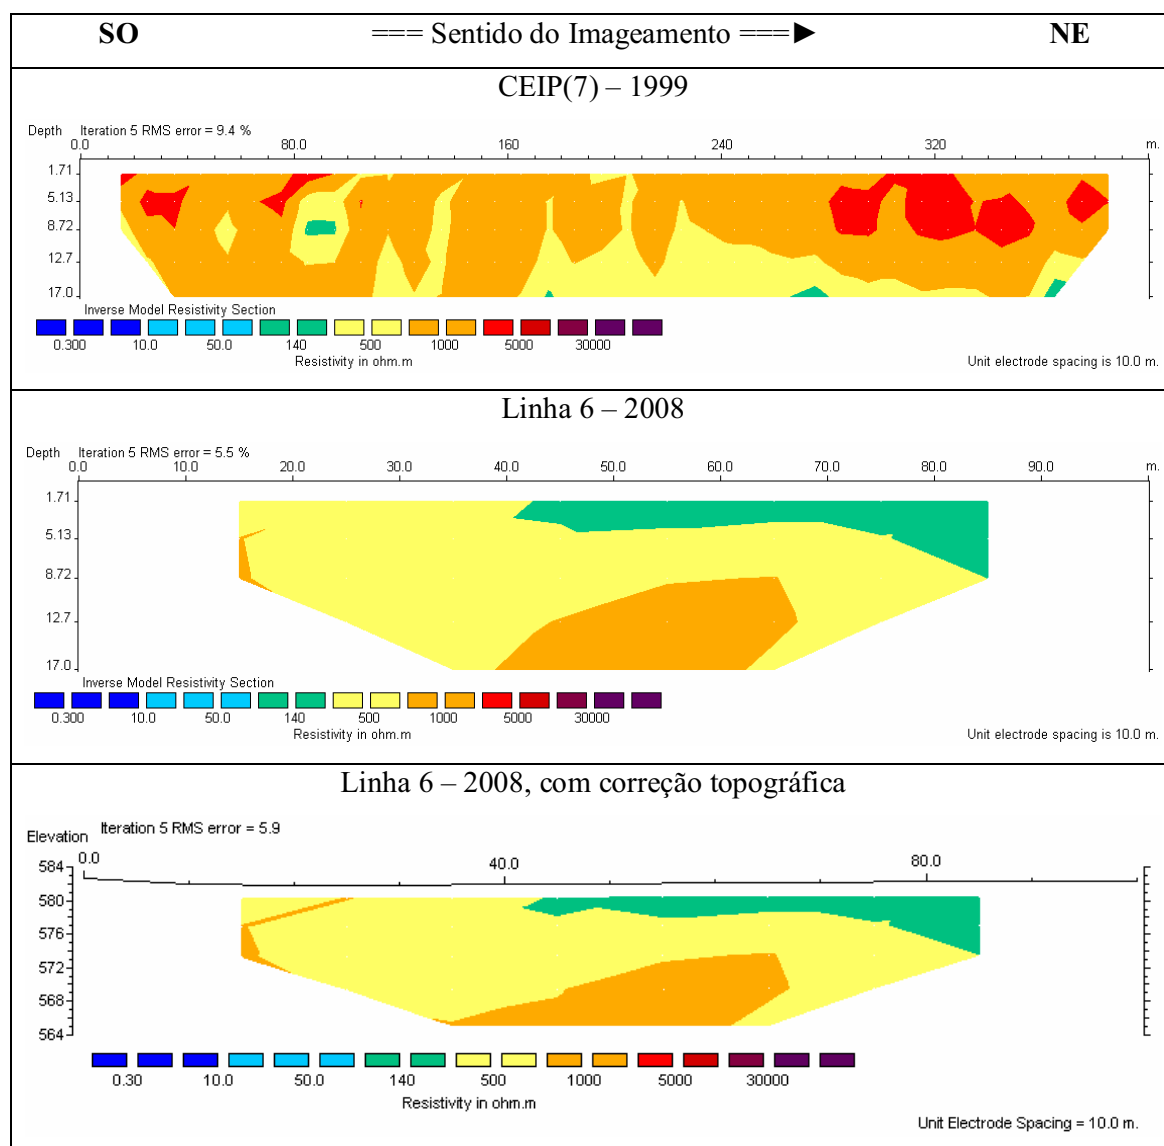 SO === Sentido do Imageamento ===► NE
CEIP(7) – 1999
Depth Iteration 5 RMS error = 9.4 %
0.0 80.0 160 240 320 m.
1.71
5.13
8.72
12.7
17.0
Inverse Model Resistivity Section
0.300 10.0 50.0 140 500 1000 5000 30000
Resistivity in ohm.m
Unit electrode spacing is 10.0 m.
Linha 6 – 2008
Depth Iteration 5 RMS error = 5.5 %
0.0 10.0 20.0 30.0 40.0 50.0 60.0 70.0 80.0 90.0 m.
1.71
5.13
8.72
12.7
17.0
Inverse Model Resistivity Section
0.300 10.0 50.0 140 500 1000 5000 30000
Resistivity in ohm.m
Unit electrode spacing is 10.0 m.
Linha 6 – 2008, com correção topográfica
Elevation Iteration 5 RMS error = 5.9
0.0 40.0 80.0
584
580
576
572
568
564
0.30 10.0 50.0 140 500 1000 5000 30000
Resistivity in ohm.m
Unit Electrode Spacing = 10.0 m.